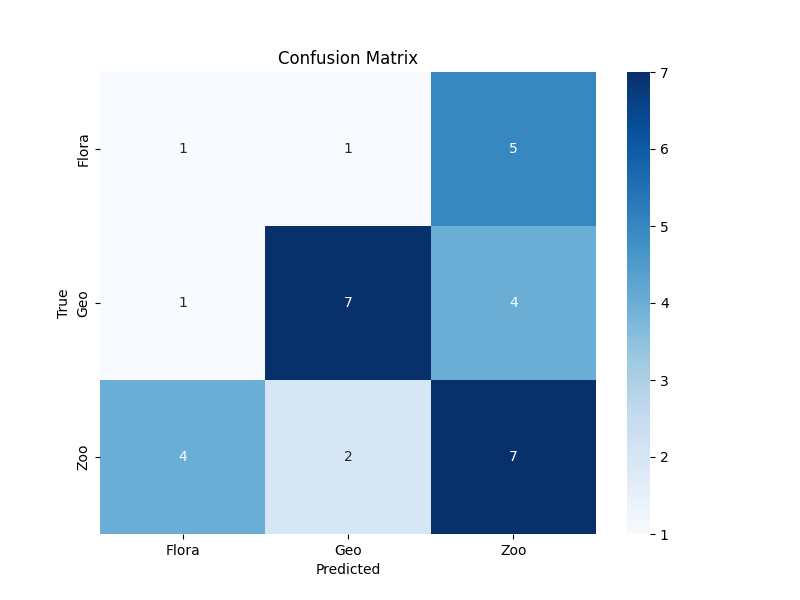 Confusion Matrix
True
Flora 1 1 5
Geo 1 7 4
Zoo 4 2 7
Flora Geo Zoo
Predicted
7
6
5
4
3
2
1